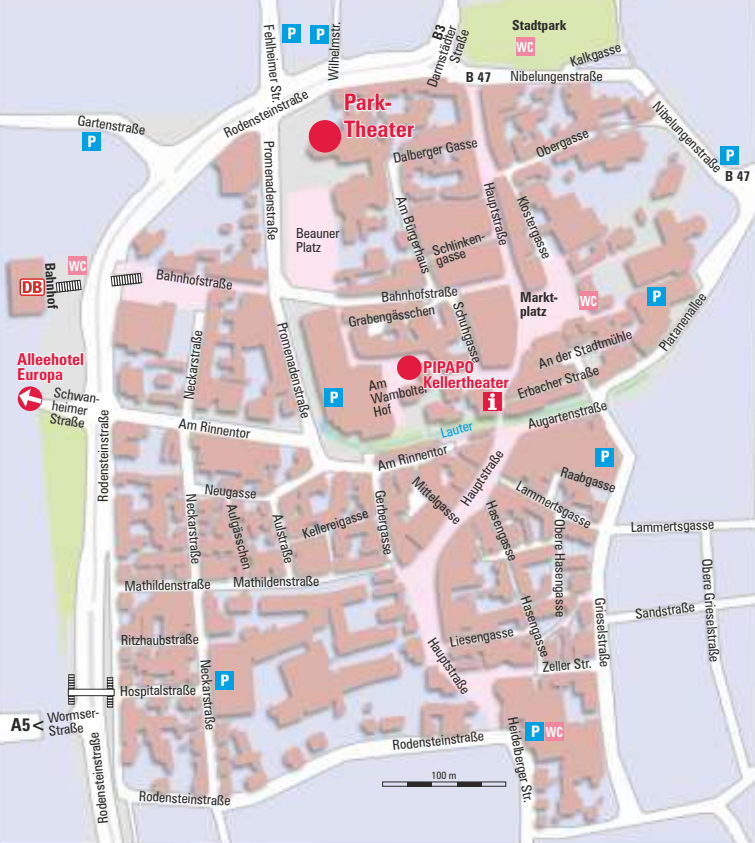 Stadtpark
WC
P
P
Fehlheimer Str.
Wilhelmstr.
B3
Darmstädter
Straße
B 47
Nibelungenstraße
Kalkgasse
Nibelungenstraße
P
B 47
Gartenstraße
P
Rodensteinstraße
Park-
Theater
Promenadenstraße
Dalberger Gasse
Obergasse
Am Bürgerhaus
Hauptstraße
Klostergasse
Beauner
Platz
Schlinken-
gasse
WC
DB
Bahnhof
Bahnhofstraße
Bahnhofstraße
Markt-
platz
WC
P
Grabengässchen
Schuhgasse
Platanenallee
Promenadenstraße
Neckarstraße
An der Stadtmühle
Alleehotel
Europa
PIPAPO
Kellertheater
Erbacher Straße
Am
Wambolter
Hof
P
i
Schwan-
heimer
Straße
Augartenstraße
Lauter
Am Rinnentor
Am Rinnentor
P
Rodensteinstraße
Hauptstraße
Raabgasse
Mittelgasse
Lammertsgasse
Neugasse
Neckarstraße
Aulgässchen
Aulstraße
Kellereigasse
Gerbergasse
Hasengasse
Obere Hasengasse
Lammertsgasse
Obere Grieselstraße
Mathildenstraße
Mathildenstraße
Hasengasse
Grieselstraße
Sandstraße
Ritzhaubstraße
Liesengasse
Hauptstraße
Zeller Str.
Neckarstraße
P
Hospitalstraße
A5 <
Wormser-
Straße
Rodensteinstraße
Heidelberger Str.
P
WC
Rodensteinstraße
100 m
Rodensteinstraße